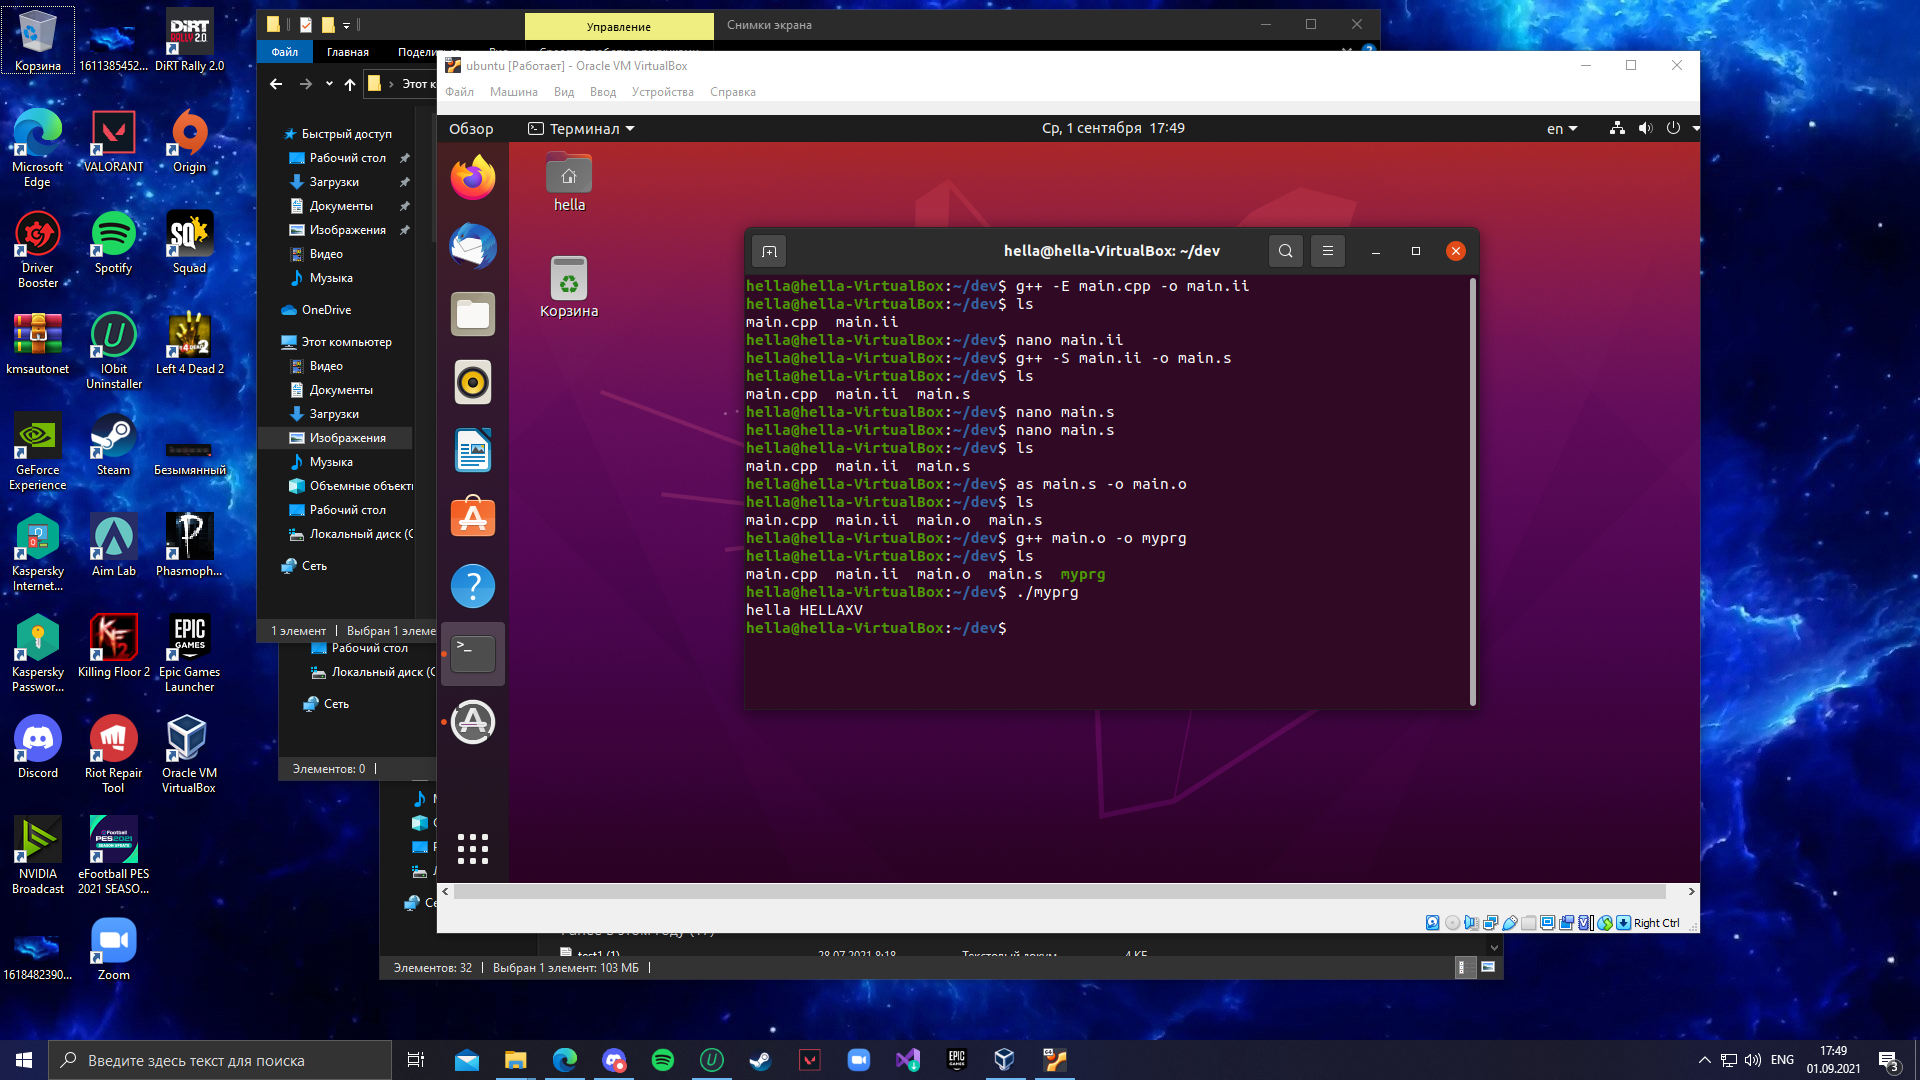 Корзина
1611385452...
DiRT Rally 2.0
Microsoft Edge
VALORANT
Origin
Driver Booster
Spotify
Squad
kmsautonet
IObit Uninstaller
Left 4 Dead 2
GeForce Experience
Steam
Безымянный
Kaspersky Internet...
Aim Lab
Phasmoph...
Kaspersky Passwor...
Killing Floor 2
Epic Games Launcher
Discord
Riot Repair Tool
Oracle VM VirtualBox
NVIDIA Broadcast
eFootball PES 2021 SEASO...
1618482390...
Zoom
Управление
Снимки экрана
Файл
Главная
Быстрый доступ
Рабочий стол
Загрузки
Документы
Изображения
Видео
Музыка
OneDrive
Этот компьютер
Видео
Документы
Загрузки
Изображения
Музыка
Рабочий стол
Сеть
1 элемент
Рабочий стол
Сеть
Элементов: 0
ubuntu [Работает] - Oracle VM VirtualBox
Файл Машина Вид Ввод Устройства Справка
Обзор Терминал Ср, 1 сентября 17:49 en
hella
Корзина
hella@hella-VirtualBox: ~/dev
hella@hella-VirtualBox:~/dev$ g++ -E main.cpp -o main.ii
hella@hella-VirtualBox:~/dev$ ls
main.cpp main.ii
hella@hella-VirtualBox:~/dev$ nano main.ii
hella@hella-VirtualBox:~/dev$ g++ -S main.ii -o main.s
hella@hella-VirtualBox:~/dev$ ls
main.cpp main.ii main.s
hella@hella-VirtualBox:~/dev$ nano main.s
hella@hella-VirtualBox:~/dev$ nano main.s
hella@hella-VirtualBox:~/dev$ ls
main.cpp main.ii main.s
hella@hella-VirtualBox:~/dev$ as main.s -o main.o
hella@hella-VirtualBox:~/dev$ ls
main.cpp main.ii main.o main.s
hella@hella-VirtualBox:~/dev$ g++ main.o -o myprg
hella@hella-VirtualBox:~/dev$ ls
main.cpp main.ii main.o main.s myprg
hella@hella-VirtualBox:~/dev$ ./myprg
hella HELLAXV
hella@hella-VirtualBox:~/dev$
Right Ctrl
Элементов: 32 Выбран 1 элемент: 103 МБ
Введите здесь текст для поиска
ENG
17:49
01.09.2021
3